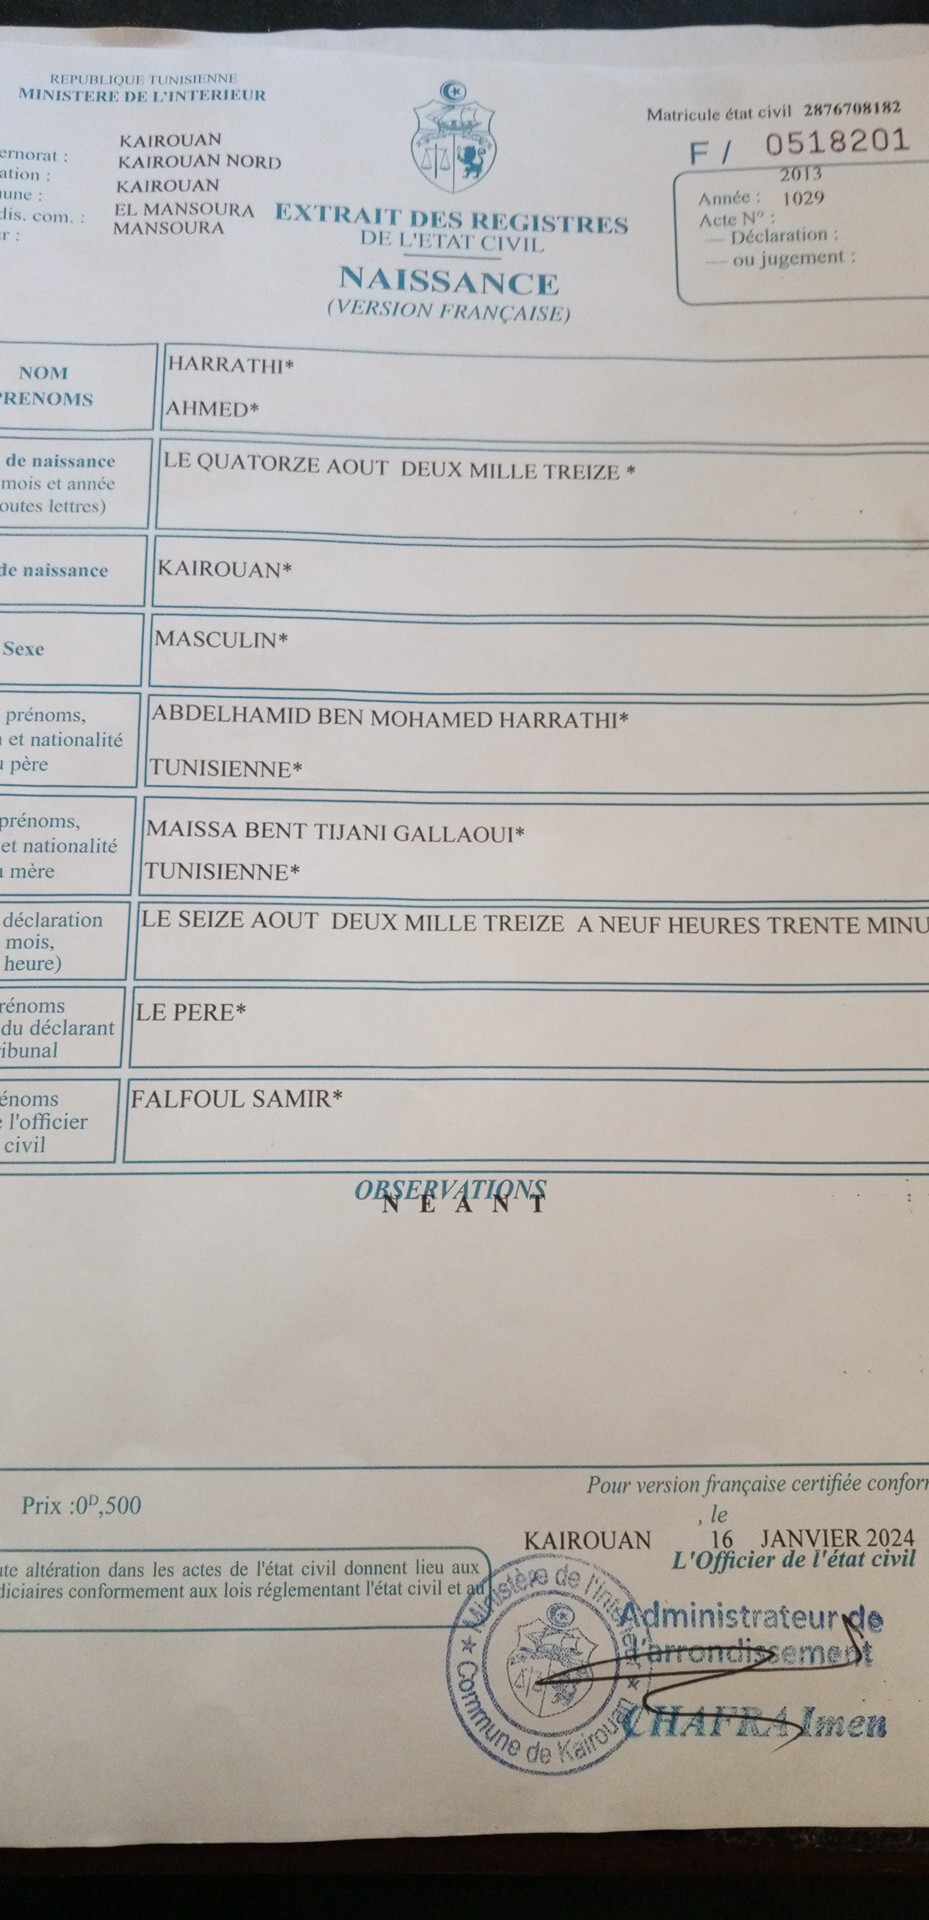 REPUBLIQUE TUNISIENNE
MINISTERE DE L'INTERIEUR
ernorat : KAIROUAN
ation : KAIROUAN NORD
une : KAIROUAN
dis. com. : EL MANSOURA
r : MANSOURA
Matricule état civil 2876708182
F / 0518201
2013
Année : 1029
Acte N° :
— Déclaration :
— ou jugement :
EXTRAIT DES REGISTRES
DE L'ETAT CIVIL
NAISSANCE
(VERSION FRANÇAISE)
NOM HARRATHI*
PRENOMS AHMED*
de naissance LE QUATORZE AOUT DEUX MILLE TREIZE *
mois et année
outes lettres)
de naissance KAIROUAN*
Sexe MASCULIN*
prénoms, ABDELHAMID BEN MOHAMED HARRATHI*
et nationalité
père TUNISIENNE*
prénoms, MAISSA BENT TIJANI GALLAOUI*
et nationalité
mère TUNISIENNE*
déclaration LE SEIZE AOUT DEUX MILLE TREIZE A NEUF HEURES TRENTE MINU
mois,
heure)
rénoms LE PERE*
du déclarant
ribunal
énoms FALFOUL SAMIR*
l'officier
civil
OBSERVATIONS
N E A N T
Pour version française certifiée confor
Prix :0ᴰ,500
, le
KAIROUAN 16 JANVIER 2024
L'Officier de l'état civil
te altération dans les actes de l'état civil donnent lieu aux
diciaires conformement aux lois réglementant l'état civil et au
Ministère de l'Intérieur
Commune de Kairouan
Administrateur de
l'arrondissement
CHAFRA Imen